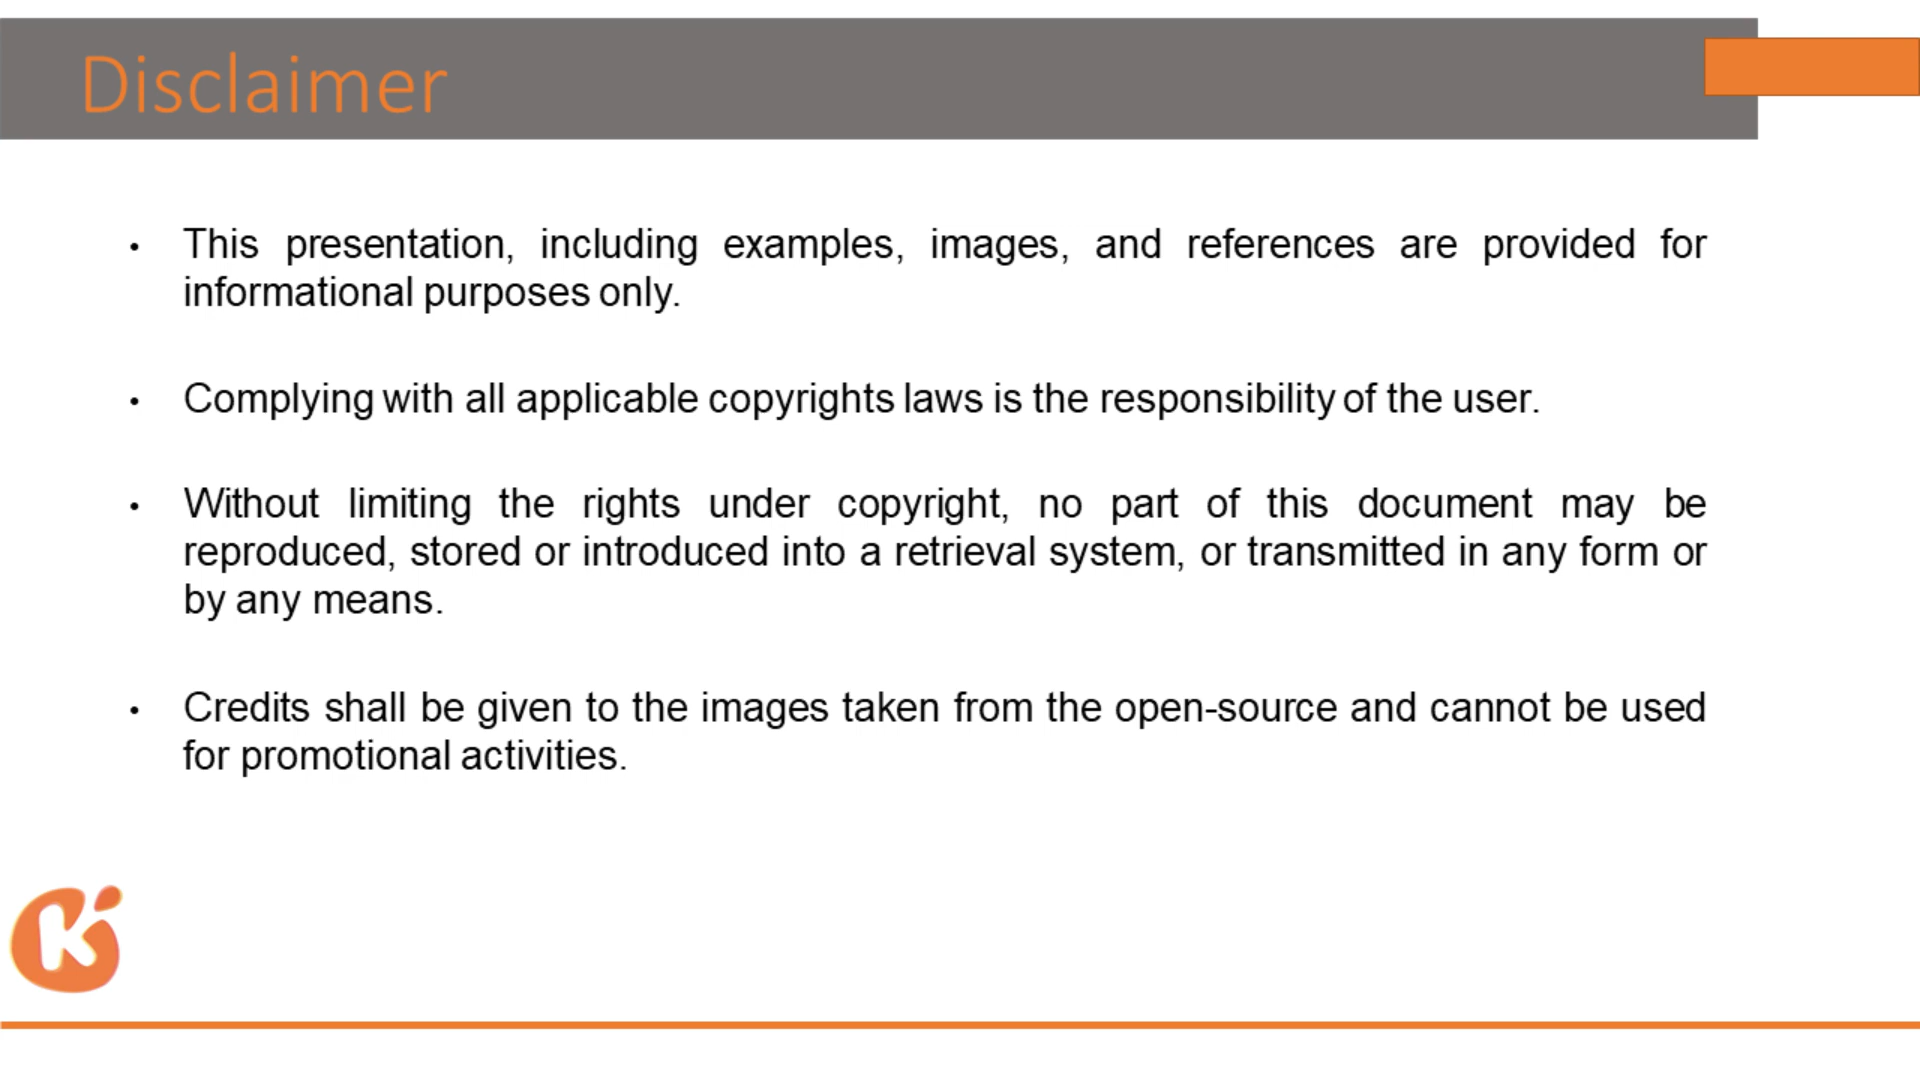 Disclaimer
• This presentation, including examples, images, and references are provided for
informational purposes only.
• Complying with all applicable copyrights laws is the responsibility of the user.
• Without limiting the rights under copyright, no part of this document may be
reproduced, stored or introduced into a retrieval system, or transmitted in any form or
by any means.
• Credits shall be given to the images taken from the open-source and cannot be used
for promotional activities.
K